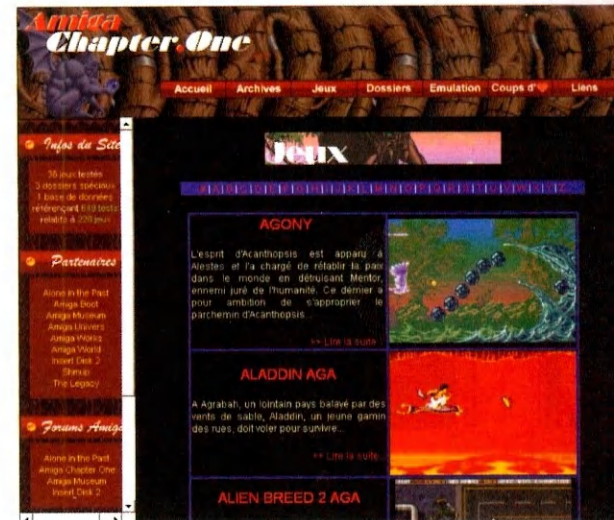 Amiga
Chapter.One
Accueil Archives Jeux Dossiers Emulation Coups d' Liens
Infos du Site
36 jeux testés
3 dossiers spéciaux
1 base de données
référençant 649 tests
relatifs à 228 jeux
Partenaires
Alone in the Past
Amiga Boot
Amiga Museum
Amiga Univers
Amiga Works
Amiga World
Insert Disk 2
Shmup
The Legacy
Forums Amiga
Alone in the Past
Amiga Chapter One
Amiga Museum
Insert Disk 2
Jeux
A B C D E F G H I J K L M N O P Q R S T U V W X Y Z
AGONY
L'esprit d'Acanthopsis est apparu à
Alestes et l'a chargé de rétablir la paix
dans le monde en détruisant Mentor,
ennemi juré de l'humanité. Ce dernier a
pour ambition de s'approprier le
parchemin d'Acanthopsis...
>> Lire la suite...
ALADDIN AGA
A Agrabah, un lointain pays balayé par des
vents de sable, Aladdin, un jeune gamin
des rues, doit voler pour survivre...
>> Lire la suite...
ALIEN BREED 2 AGA